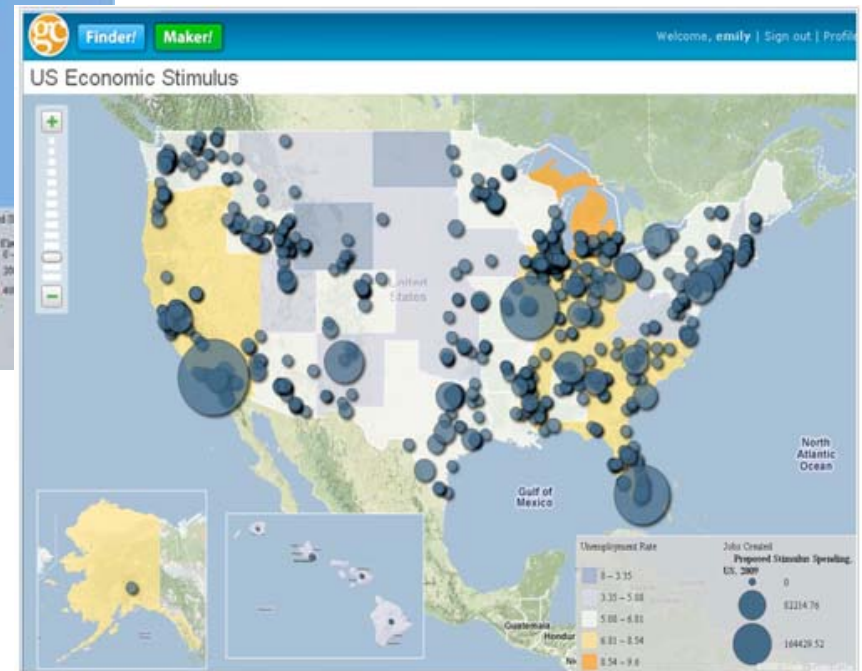 gc Finder! Maker! Welcome, emily | Sign out | Profile
US Economic Stimulus
United
States
North
Atlantic
Ocean
Gulf of
Mexico
Guatemala
Unemployment Rate
0 – 3.35
3.35 – 5.08
5.08 – 6.81
6.81 – 8.54
8.54 – 9.6
Jobs Created
Proposed Stimulus Spending,
US, 2009
0
82214.76
164429.52